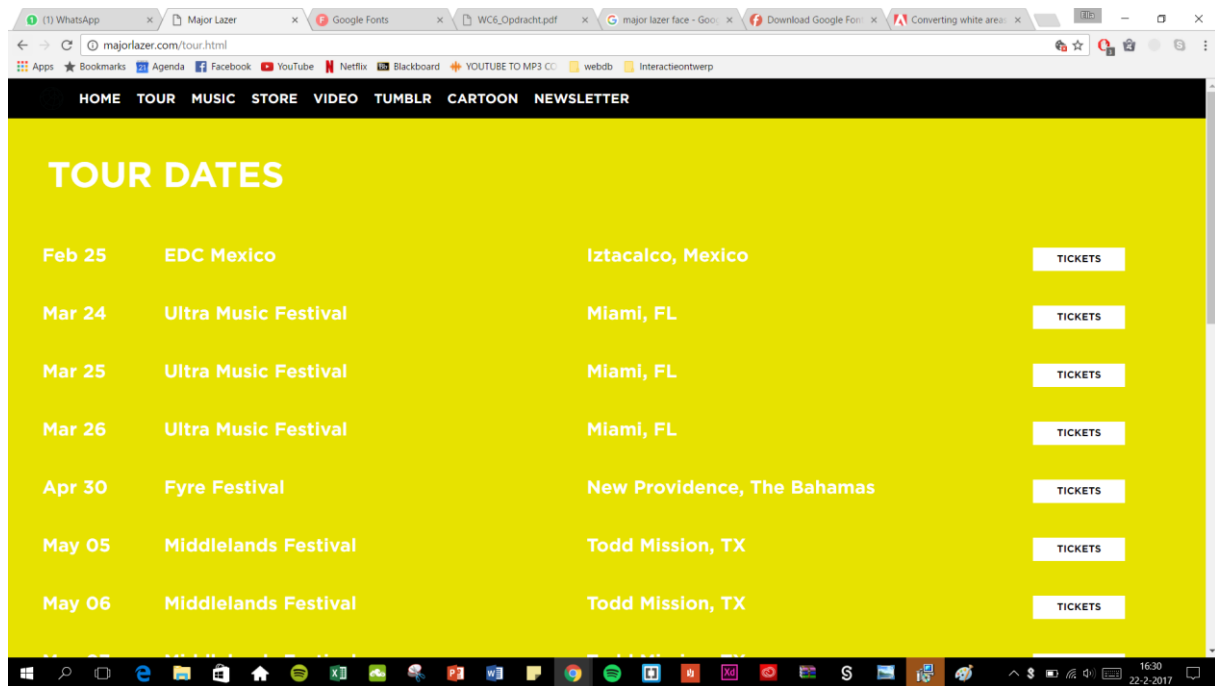 (1) WhatsApp
Major Lazer
Google Fonts
WC6_Opdracht.pdf
major lazer face - Goog
Download Google Font
Converting white areas
majorlazer.com/tour.html
Apps Bookmarks Agenda Facebook YouTube Netflix Blackboard YOUTUBE TO MP3 CO webdb Interactieontwerp
HOME TOUR MUSIC STORE VIDEO TUMBLR CARTOON NEWSLETTER
TOUR DATES
Feb 25 EDC Mexico Iztacalco, Mexico TICKETS
Mar 24 Ultra Music Festival Miami, FL TICKETS
Mar 25 Ultra Music Festival Miami, FL TICKETS
Mar 26 Ultra Music Festival Miami, FL TICKETS
Apr 30 Fyre Festival New Providence, The Bahamas TICKETS
May 05 Middlelands Festival Todd Mission, TX TICKETS
May 06 Middlelands Festival Todd Mission, TX TICKETS
16:30
22-2-2017